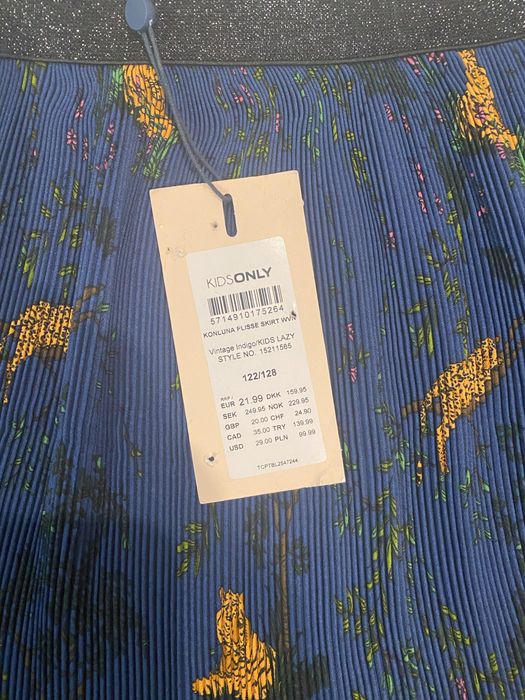 KIDSONLY
5714910175264
KONLUNA PLISSE SKIRT WVN
Vintage Indigo/KIDS LAZY
STYLE NO. 15211565
122/128
RRP /
EUR 21.99 DKK 159.95
SEK 249.95 NOK 229.95
GBP 20.00 CHF 24.90
CAD 35.00 TRY 139.99
USD 29.00 PLN 99.99
TCPTBL2547244